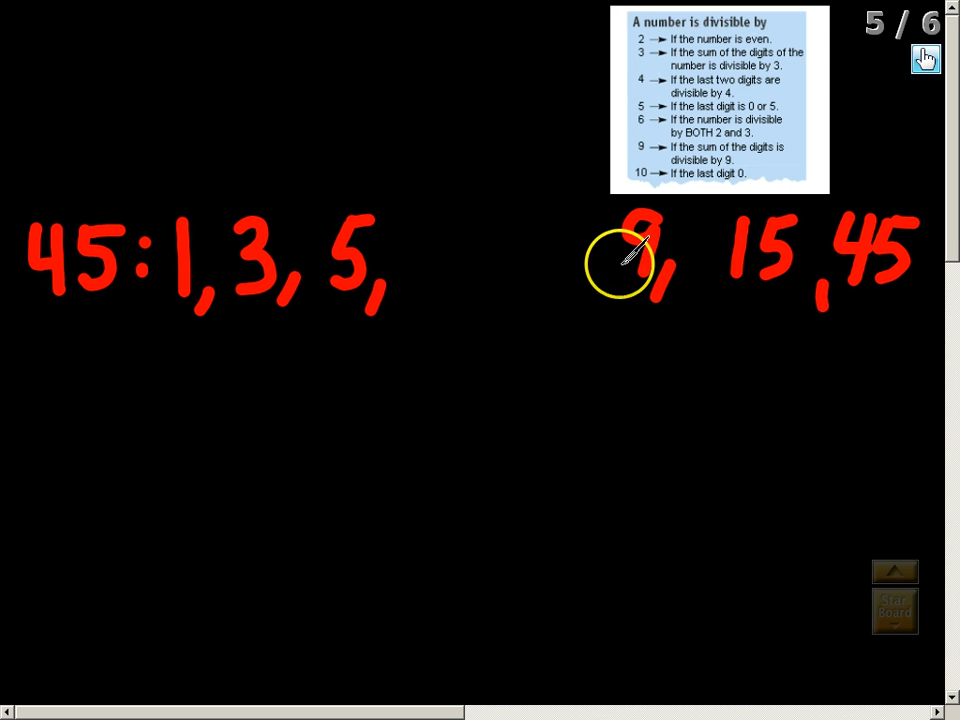 A number is divisible by
2 → If the number is even.
3 → If the sum of the digits of the
number is divisible by 3.
4 → If the last two digits are
divisible by 4.
5 → If the last digit is 0 or 5.
6 → If the number is divisible
by BOTH 2 and 3.
9 → If the sum of the digits is
divisible by 9.
10 → If the last digit 0.
5 / 6
45: 1, 3, 5, 9, 15, 45
Star
Board